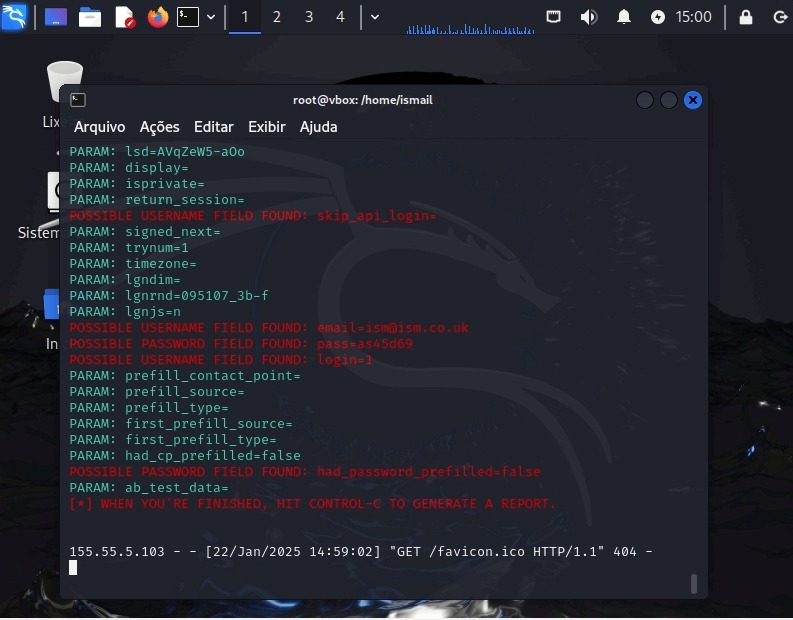 1 2 3 4 15:00
root@vbox: /home/ismail
Arquivo Ações Editar Exibir Ajuda
Lix
Sistem
In
PARAM: lsd=AVqZeW5-aOo
PARAM: display=
PARAM: isprivate=
PARAM: return_session=
POSSIBLE USERNAME FIELD FOUND: skip_api_login=
PARAM: signed_next=
PARAM: trynum=1
PARAM: timezone=
PARAM: lgndim=
PARAM: lgnrnd=095107_3b-f
PARAM: lgnjs=n
POSSIBLE USERNAME FIELD FOUND: email=ism@ism.co.uk
POSSIBLE PASSWORD FIELD FOUND: pass=as45d69
POSSIBLE USERNAME FIELD FOUND: login=1
PARAM: prefill_contact_point=
PARAM: prefill_source=
PARAM: prefill_type=
PARAM: first_prefill_source=
PARAM: first_prefill_type=
PARAM: had_cp_prefilled=false
POSSIBLE PASSWORD FIELD FOUND: had_password_prefilled=false
PARAM: ab_test_data=
[*] WHEN YOU'RE FINISHED, HIT CONTROL-C TO GENERATE A REPORT.
155.55.5.103 - - [22/Jan/2025 14:59:02] "GET /favicon.ico HTTP/1.1" 404 -